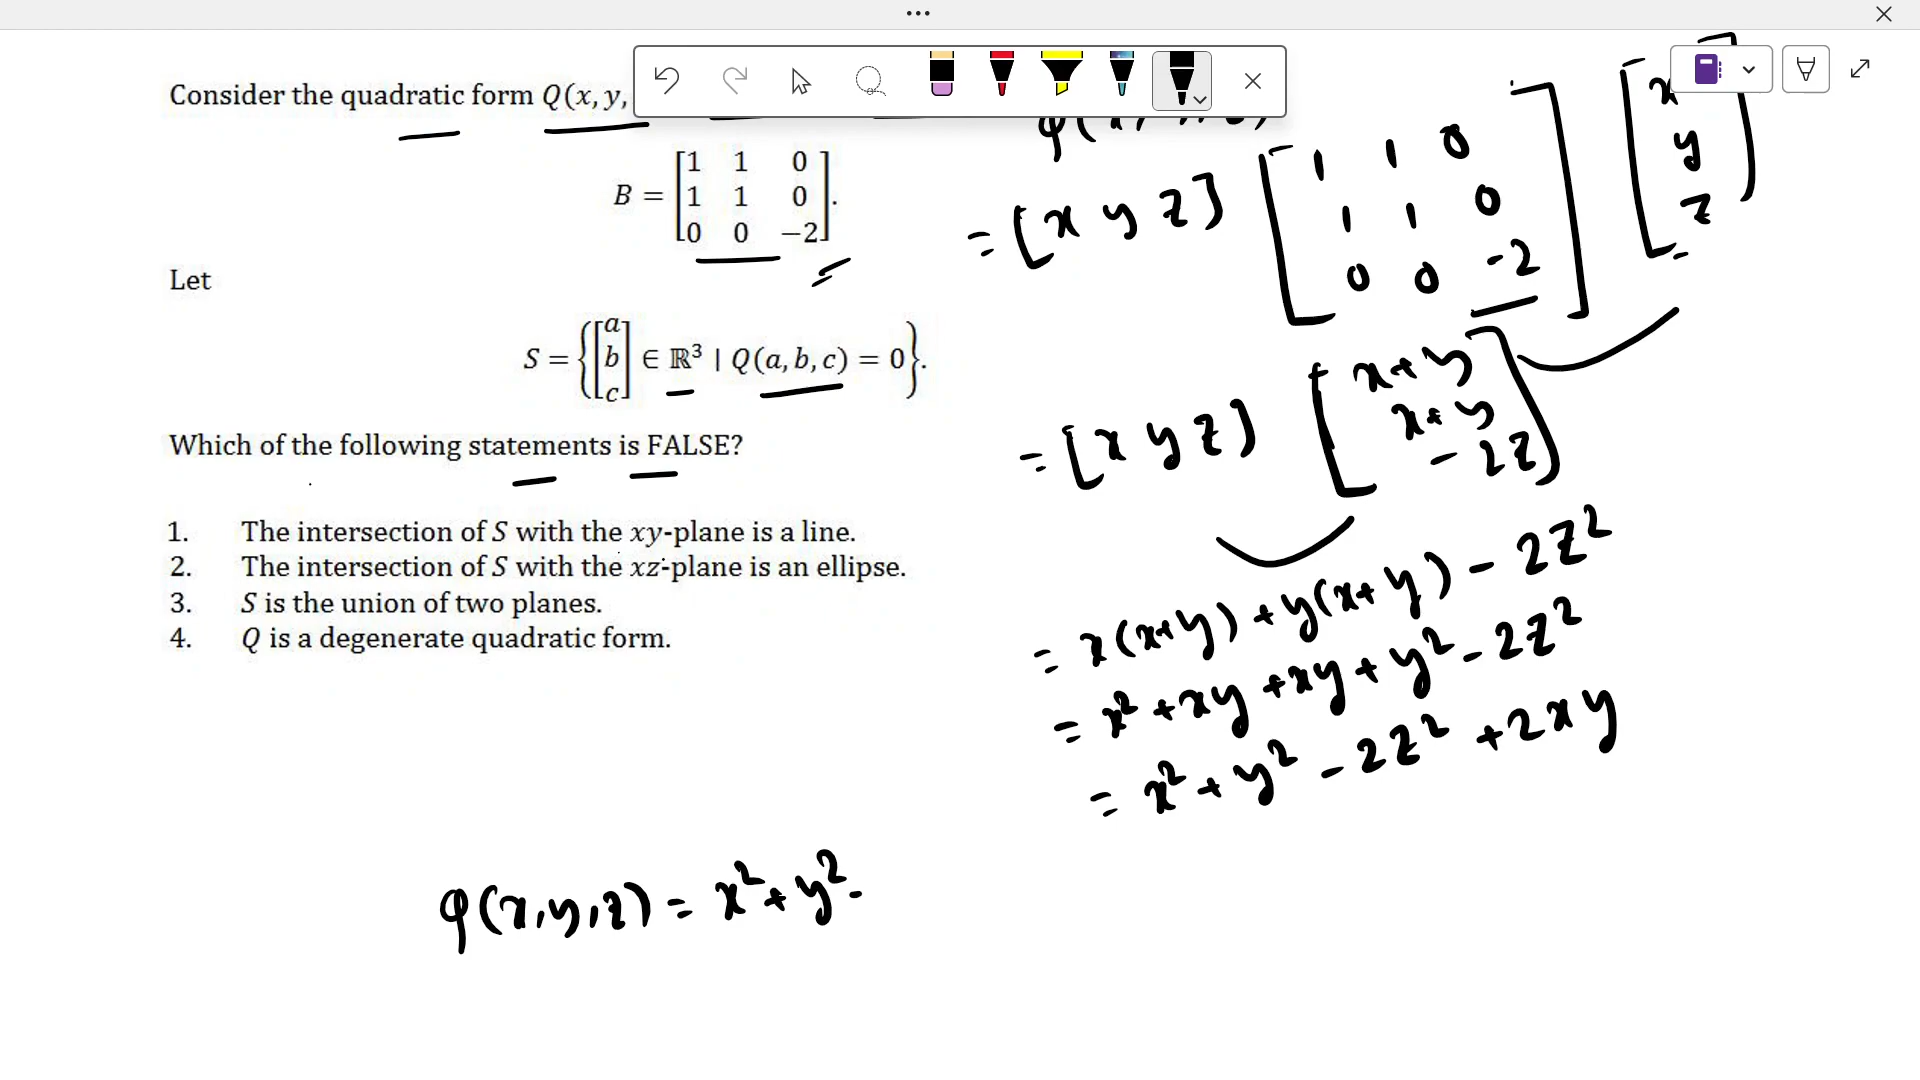 Consider the quadratic form Q(x, y,
B = [1 1 0
1 1 0
0 0 −2].
Let
S = {[a b c] ∈ ℝ³ | Q(a, b, c) = 0}.
Which of the following statements is FALSE?
1. The intersection of S with the xy-plane is a line.
2. The intersection of S with the xz-plane is an ellipse.
3. S is the union of two planes.
4. Q is a degenerate quadratic form.
= [x y z] [1 1 0
1 1 0
0 0 -2] [x
y
z]
= [x y z] [x+y
x+y
-2z]
= x(x+y) + y(x+y) - 2z²
= x² + xy + xy + y² - 2z²
= x² + y² - 2z² + 2xy
φ(x,y,z) = x² + y² -